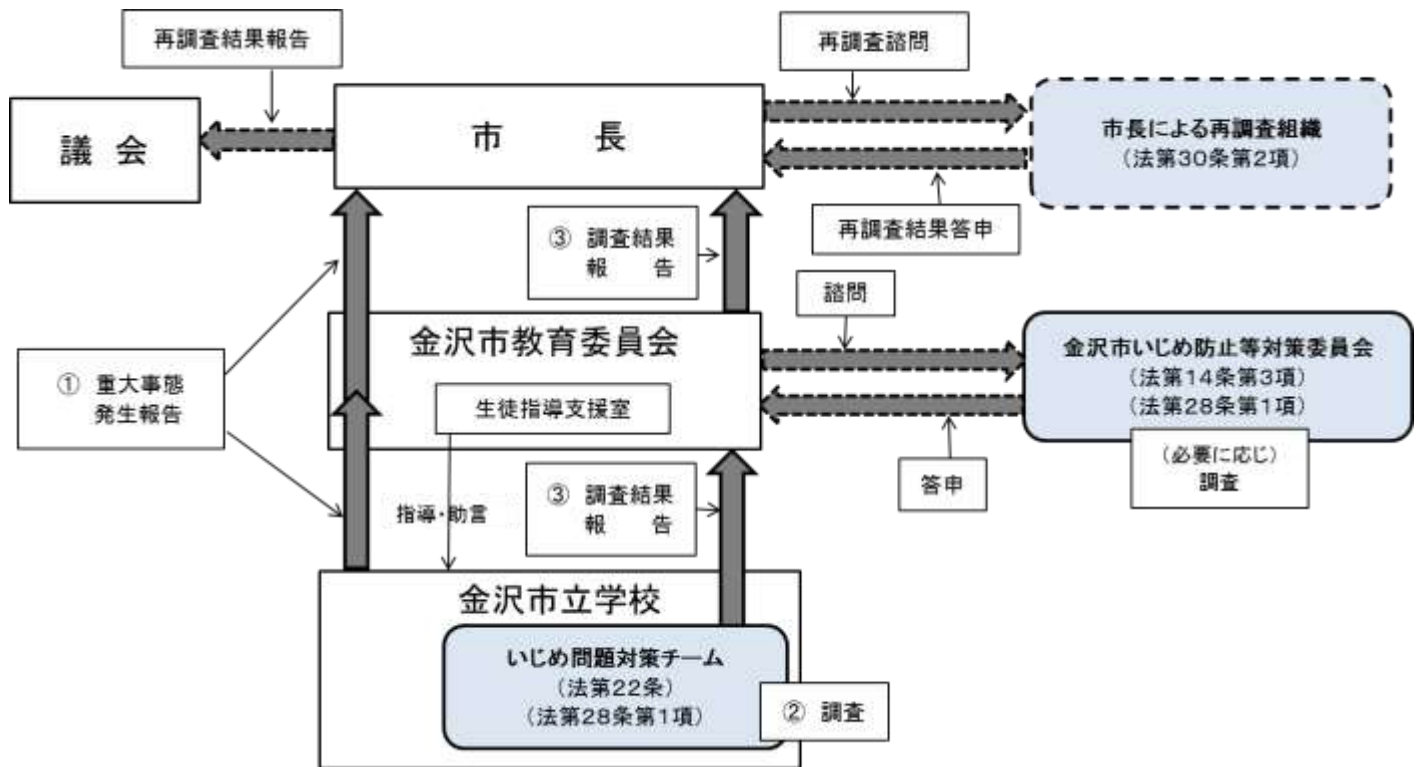 再調査結果報告
再調査諮問
議 会
市 長
市長による再調査組織
(法第30条第2項)
再調査結果答申
③ 調査結果
報 告
諮問
① 重大事態
発生報告
金沢市教育委員会
生徒指導支援室
金沢市いじめ防止等対策委員会
(法第14条第3項)
(法第28条第1項)
(必要に応じ)
調査
答申
指導・助言
③ 調査結果
報 告
金沢市立学校
いじめ問題対策チーム
(法第22条)
(法第28条第1項)
② 調査